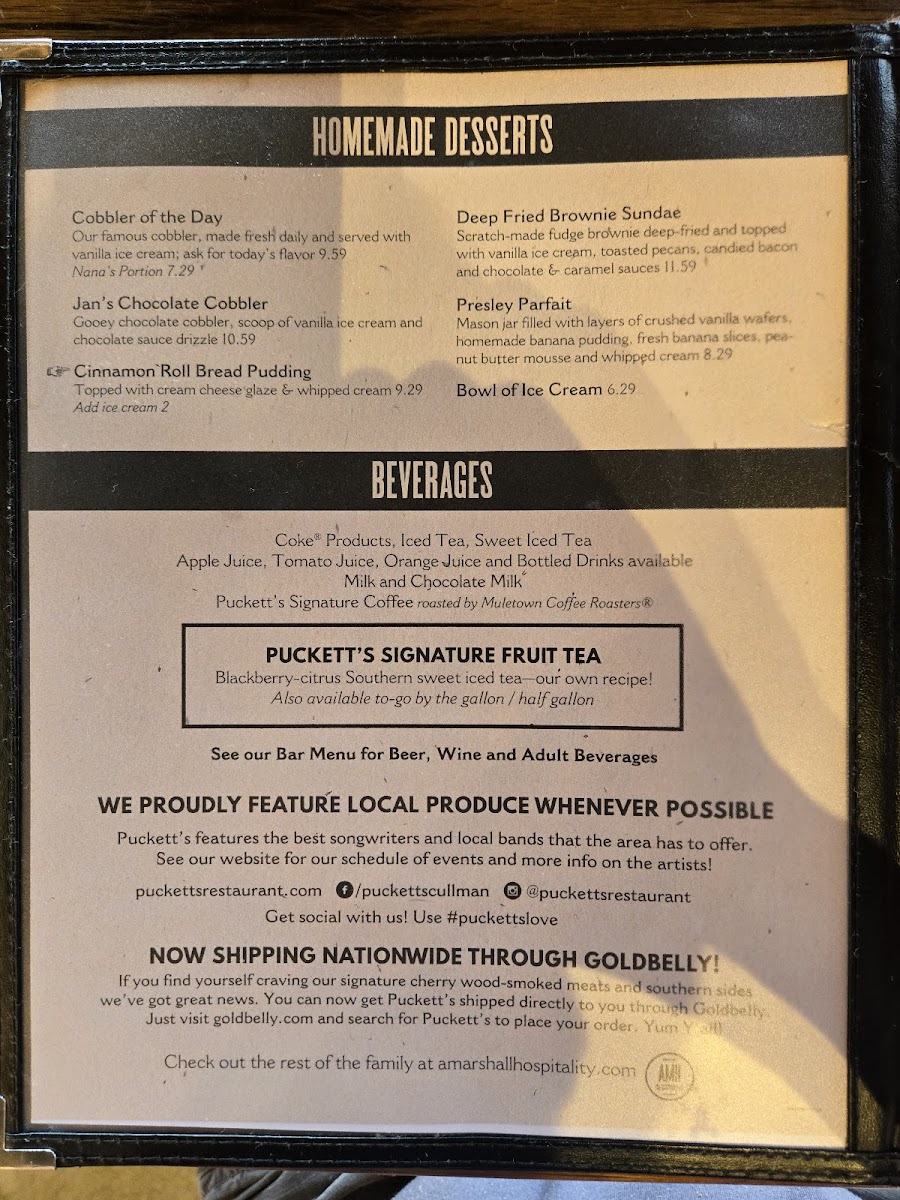 HOMEMADE DESSERTS
Cobbler of the Day
Our famous cobbler, made fresh daily and served with
vanilla ice cream; ask for today's flavor 9.59
Nana's Portion 7.29
Jan's Chocolate Cobbler
Gooey chocolate cobbler, scoop of vanilla ice cream and
chocolate sauce drizzle 10.59
☞ Cinnamon Roll Bread Pudding
Topped with cream cheese glaze & whipped cream 9.29
Add ice cream 2
Deep Fried Brownie Sundae
Scratch-made fudge brownie deep-fried and topped
with vanilla ice cream, toasted pecans, candied bacon
and chocolate & caramel sauces 11.59
Presley Parfait
Mason jar filled with layers of crushed vanilla wafers,
homemade banana pudding, fresh banana slices, pea-
nut butter mousse and whipped cream 8.29
Bowl of Ice Cream 6.29
BEVERAGES
Coke® Products, Iced Tea, Sweet Iced Tea
Apple Juice, Tomato Juice, Orange Juice and Bottled Drinks available
Milk and Chocolate Milk
Puckett's Signature Coffee roasted by Muletown Coffee Roasters®
PUCKETT'S SIGNATURE FRUIT TEA
Blackberry-citrus Southern sweet iced tea—our own recipe!
Also available to-go by the gallon / half gallon
See our Bar Menu for Beer, Wine and Adult Beverages
WE PROUDLY FEATURE LOCAL PRODUCE WHENEVER POSSIBLE
Puckett's features the best songwriters and local bands that the area has to offer.
See our website for our schedule of events and more info on the artists!
puckettsrestaurant.com /puckettscullman @puckettsrestaurant
Get social with us! Use #puckettslove
NOW SHIPPING NATIONWIDE THROUGH GOLDBELLY!
If you find yourself craving our signature cherry wood-smoked meats and southern sides
we've got great news. You can now get Puckett's shipped directly to you through Goldbelly.
Just visit goldbelly.com and search for Puckett's to place your order. Yum Y'all!
Check out the rest of the family at amarshallhospitality.com
AMH